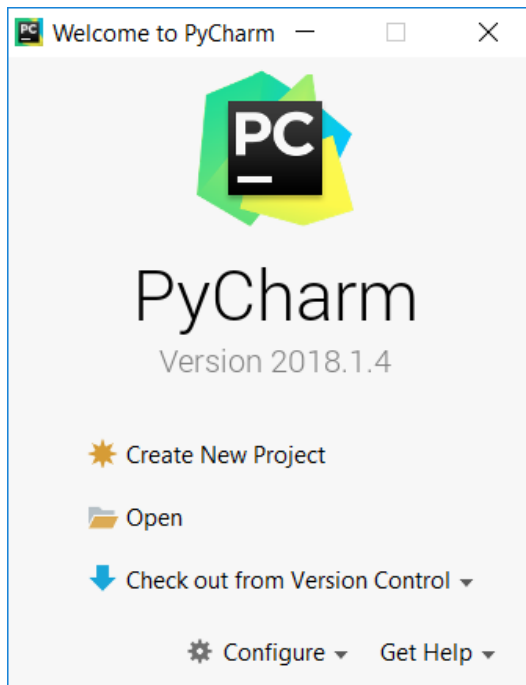 Welcome to PyCharm
PC
PyCharm
Version 2018.1.4
Create New Project
Open
Check out from Version Control
Configure Get Help